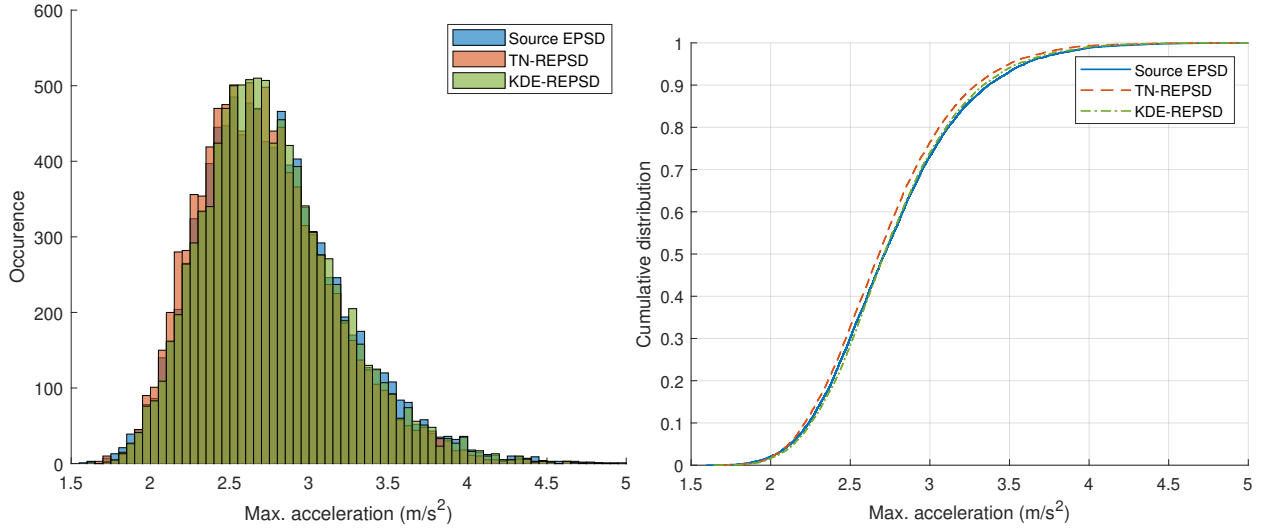 600
500
400
300
200
100
0
Occurence
1.5 2 2.5 3 3.5 4 4.5 5
Max. acceleration (m/s²)
Source EPSD
TN-REPSD
KDE-REPSD
1
0.9
0.8
0.7
0.6
0.5
0.4
0.3
0.2
0.1
0
Cumulative distribution
1.5 2 2.5 3 3.5 4 4.5 5
Max. acceleration (m/s²)
Source EPSD
TN-REPSD
KDE-REPSD